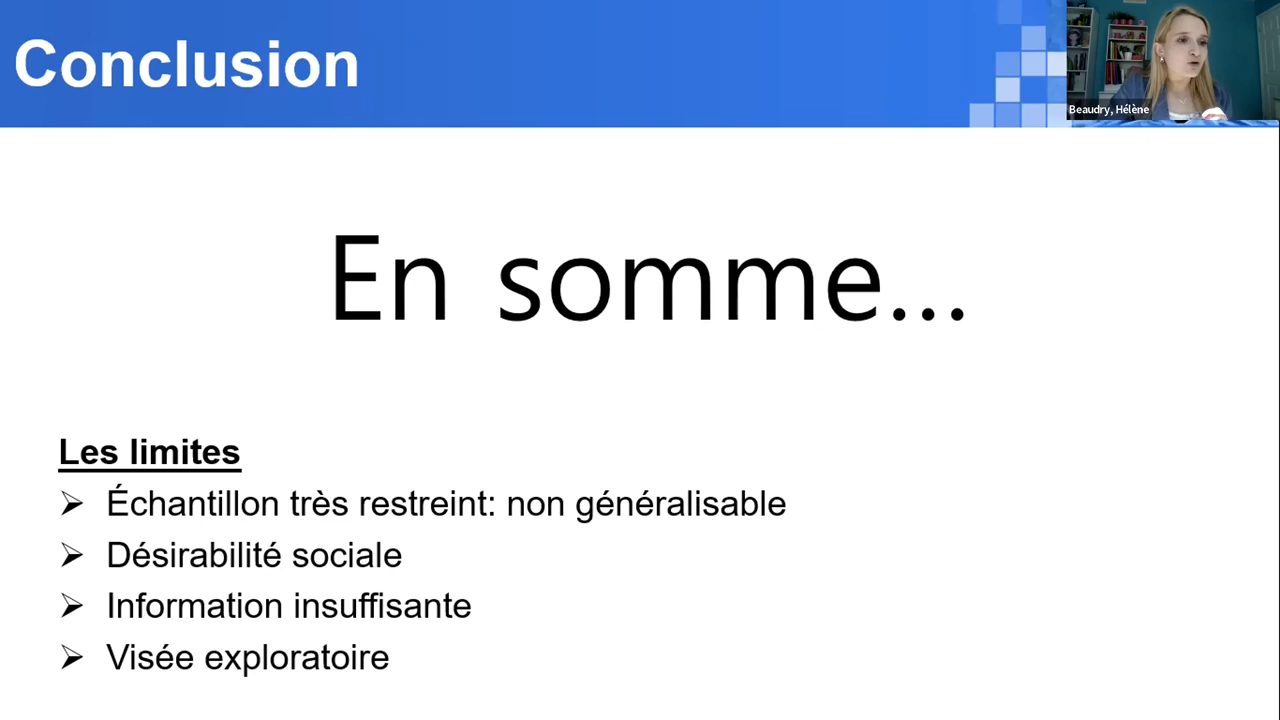 Conclusion
Beaudry, Hélène
En somme...
Les limites
➢ Échantillon très restreint: non généralisable
➢ Désirabilité sociale
➢ Information insuffisante
➢ Visée exploratoire